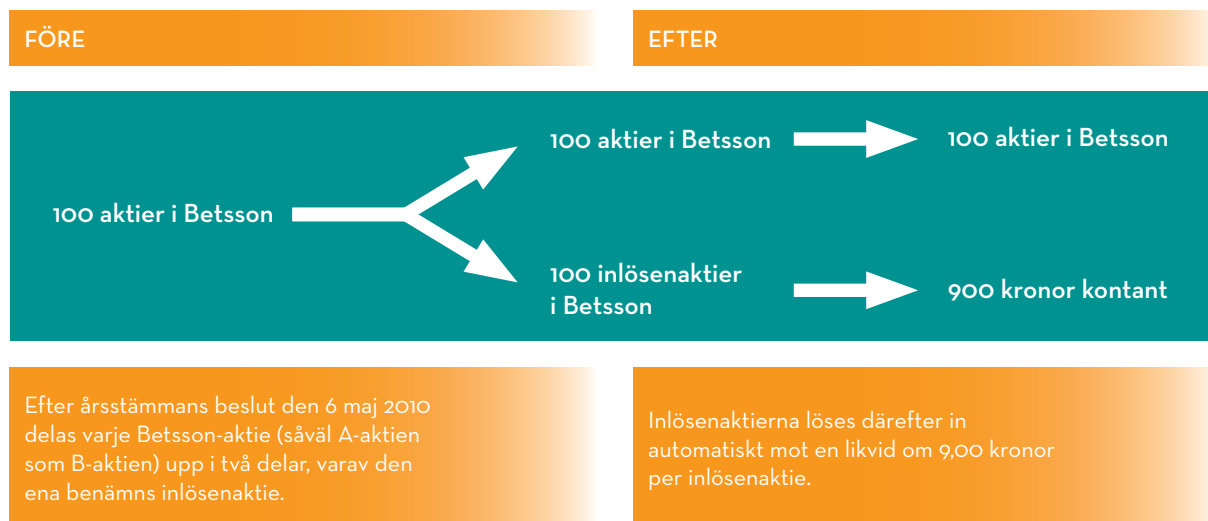 FÖRE
EFTER
100 aktier i Betsson
100 aktier i Betsson
100 aktier i Betsson
100 inlösenaktier
i Betsson
900 kronor kontant
Efter årsstämmans beslut den 6 maj 2010
delas varje Betsson-aktie (såväl A-aktien
som B-aktien) upp i två delar, varav den
ena benämns inlösenaktie.
Inlösenaktierna löses därefter in
automatiskt mot en likvid om 9,00 kronor
per inlösenaktie.